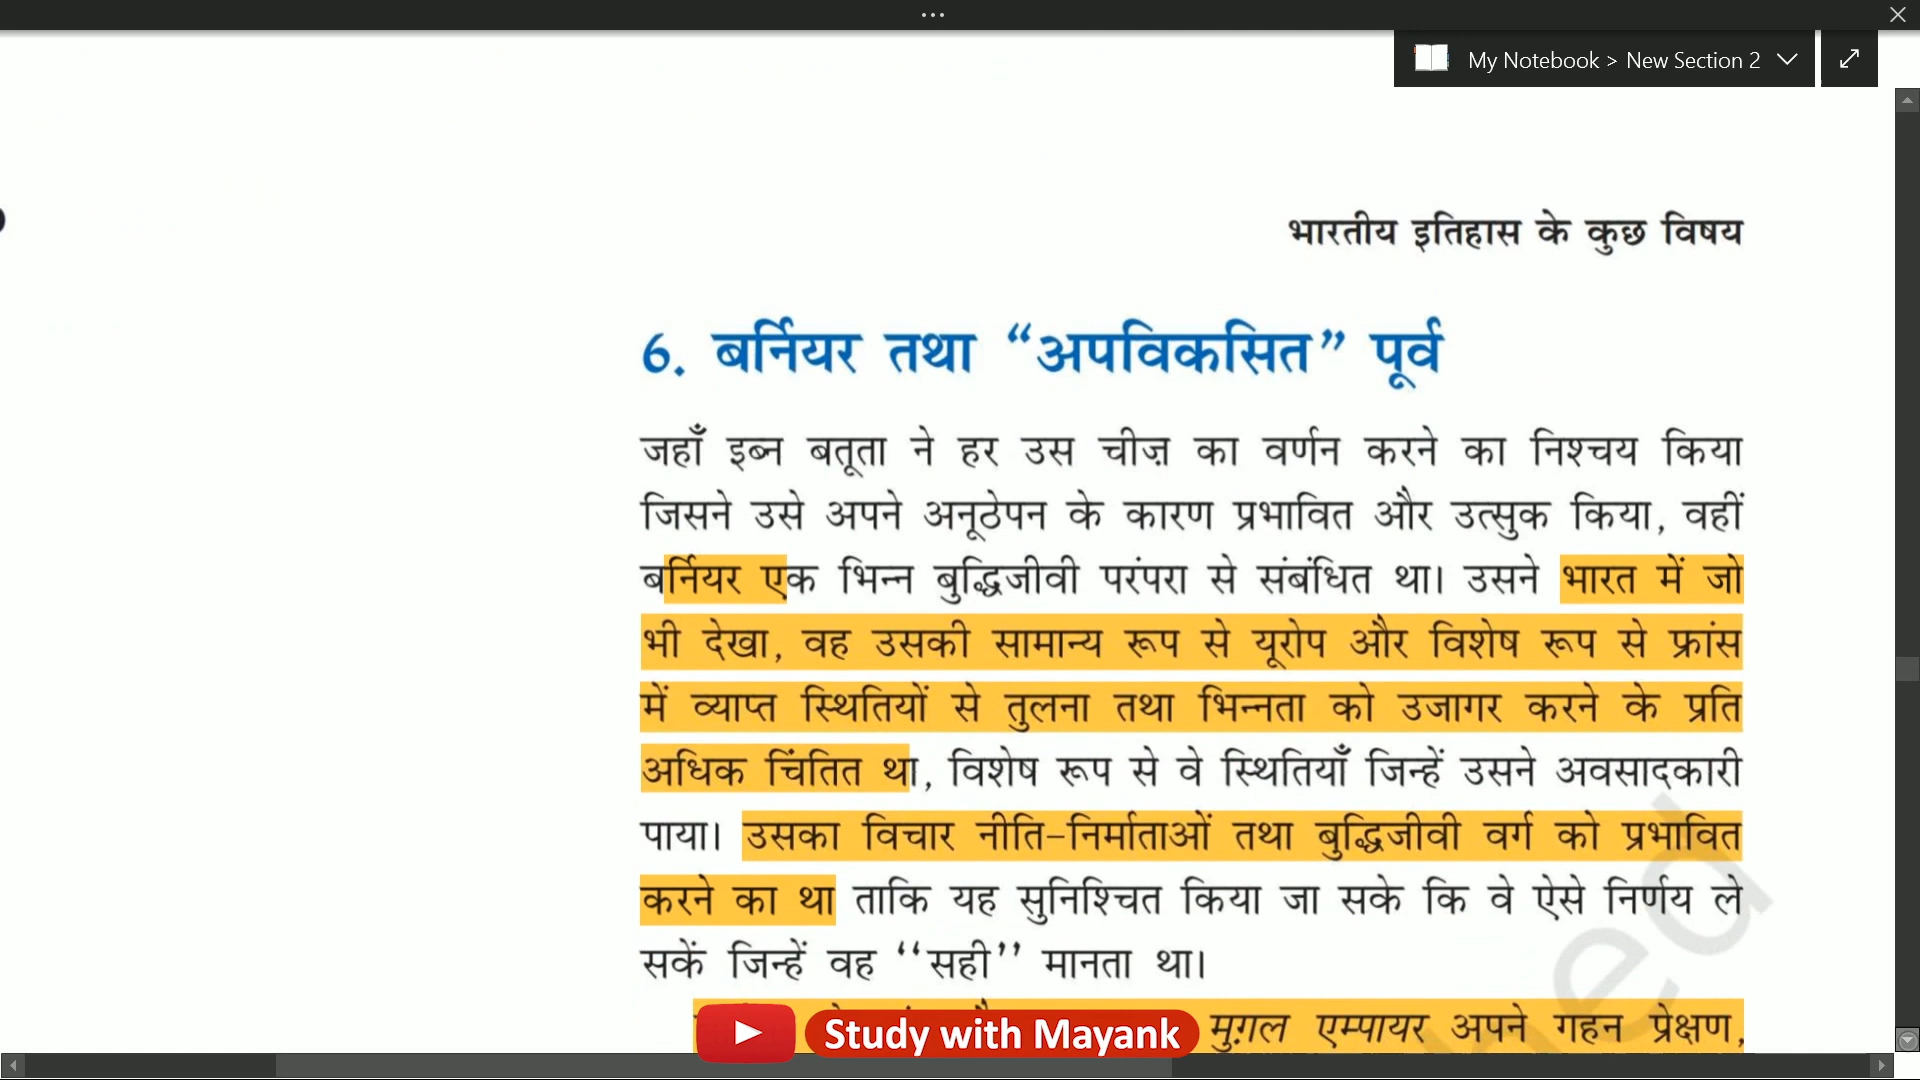 My Notebook > New Section 2
भारतीय इतिहास के कुछ विषय
6. बर्नियर तथा “अपविकसित” पूर्व
जहाँ इब्न बतूता ने हर उस चीज़ का वर्णन करने का निश्चय किया
जिसने उसे अपने अनूठेपन के कारण प्रभावित और उत्सुक किया, वहीं
बर्नियर एक भिन्न बुद्धिजीवी परंपरा से संबंधित था। उसने भारत में जो
भी देखा, वह उसकी सामान्य रूप से यूरोप और विशेष रूप से फ्रांस
में व्याप्त स्थितियों से तुलना तथा भिन्नता को उजागर करने के प्रति
अधिक चिंतित था, विशेष रूप से वे स्थितियाँ जिन्हें उसने अवसादकारी
पाया। उसका विचार नीति-निर्माताओं तथा बुद्धिजीवी वर्ग को प्रभावित
करने का था ताकि यह सुनिश्चित किया जा सके कि वे ऐसे निर्णय ले
सकें जिन्हें वह “सही” मानता था।
मुग़ल एम्पायर अपने गहन प्रेक्षण,
Study with Mayank